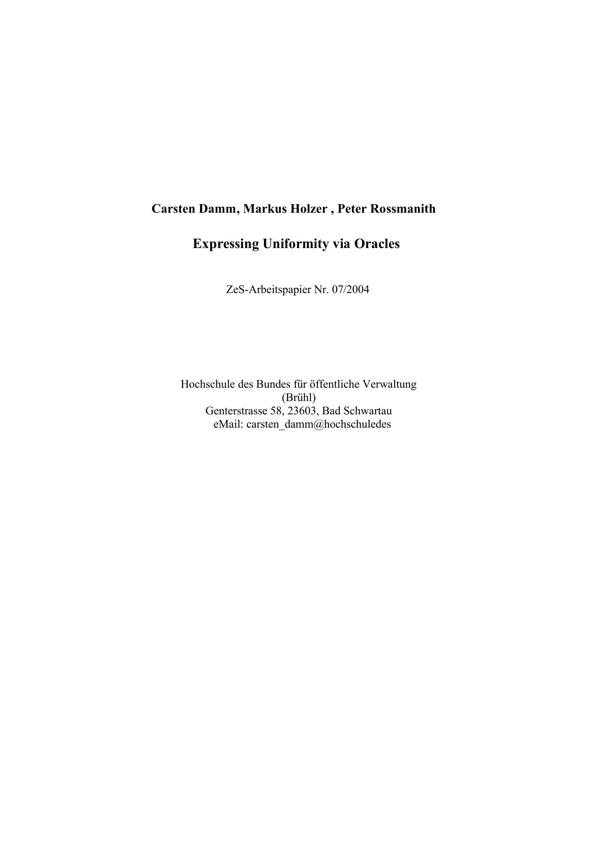 Carsten Damm, Markus Holzer , Peter Rossmanith
Expressing Uniformity via Oracles
ZeS-Arbeitspapier Nr. 07/2004
Hochschule des Bundes für öffentliche Verwaltung
(Brühl)
Genterstrasse 58, 23603, Bad Schwartau
eMail: carsten_damm@hochschuledes